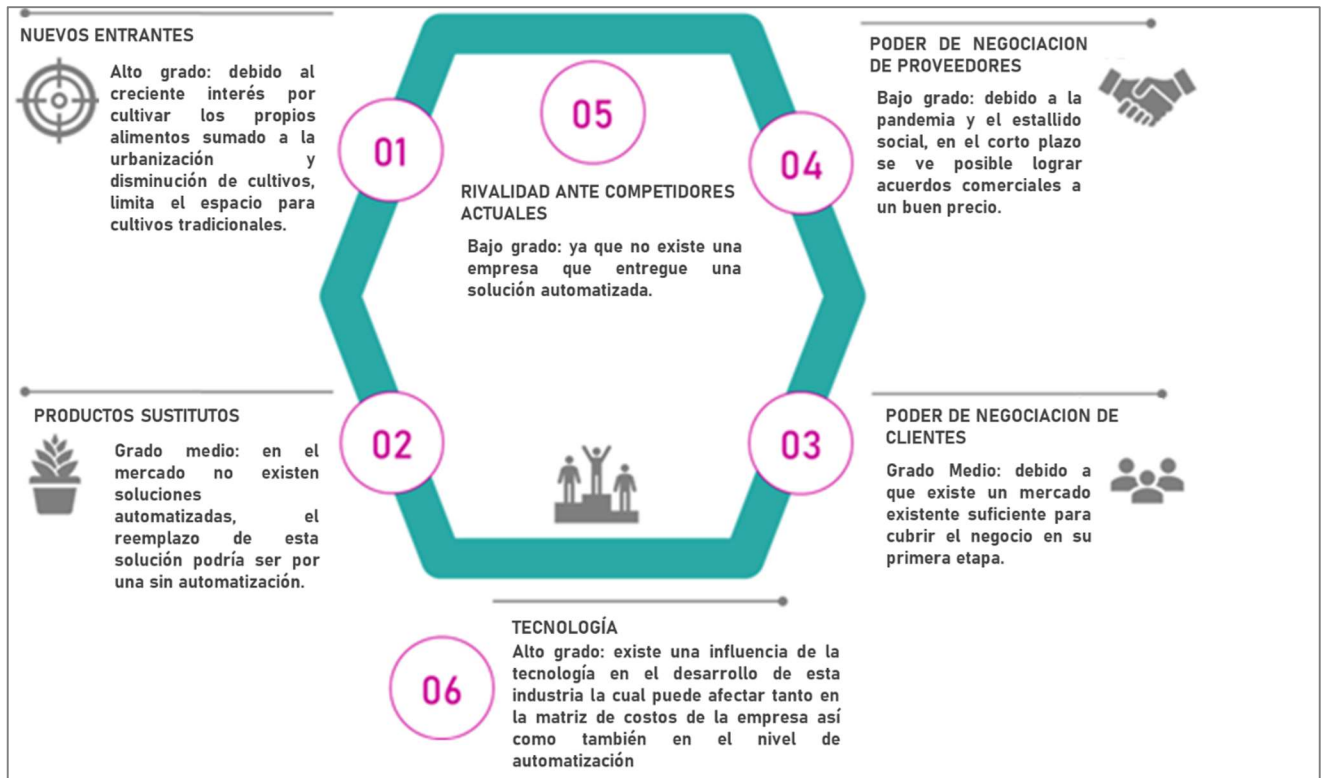 NUEVOS ENTRANTES
Alto grado: debido al
creciente interés por
cultivar los propios
alimentos sumado a la
urbanización y
disminución de cultivos,
limita el espacio para
cultivos tradicionales.
01
05
RIVALIDAD ANTE COMPETIDORES
ACTUALES
Bajo grado: ya que no existe una
empresa que entregue una
solución automatizada.
PODER DE NEGOCIACION
DE PROVEEDORES
Bajo grado: debido a la
pandemia y el estallido
social, en el corto plazo
se ve posible lograr
acuerdos comerciales a
un buen precio.
04
PRODUCTOS SUSTITUTOS
Grado medio: en el
mercado no existen
soluciones
automatizadas, el
reemplazo de esta
solución podría ser por
una sin automatización.
02
03
PODER DE NEGOCIACION DE
CLIENTES
Grado Medio: debido a
que existe un mercado
existente suficiente para
cubrir el negocio en su
primera etapa.
06
TECNOLOGÍA
Alto grado: existe una influencia de la
tecnología en el desarrollo de esta
industria la cual puede afectar tanto en
la matriz de costos de la empresa así
como también en el nivel de
automatización